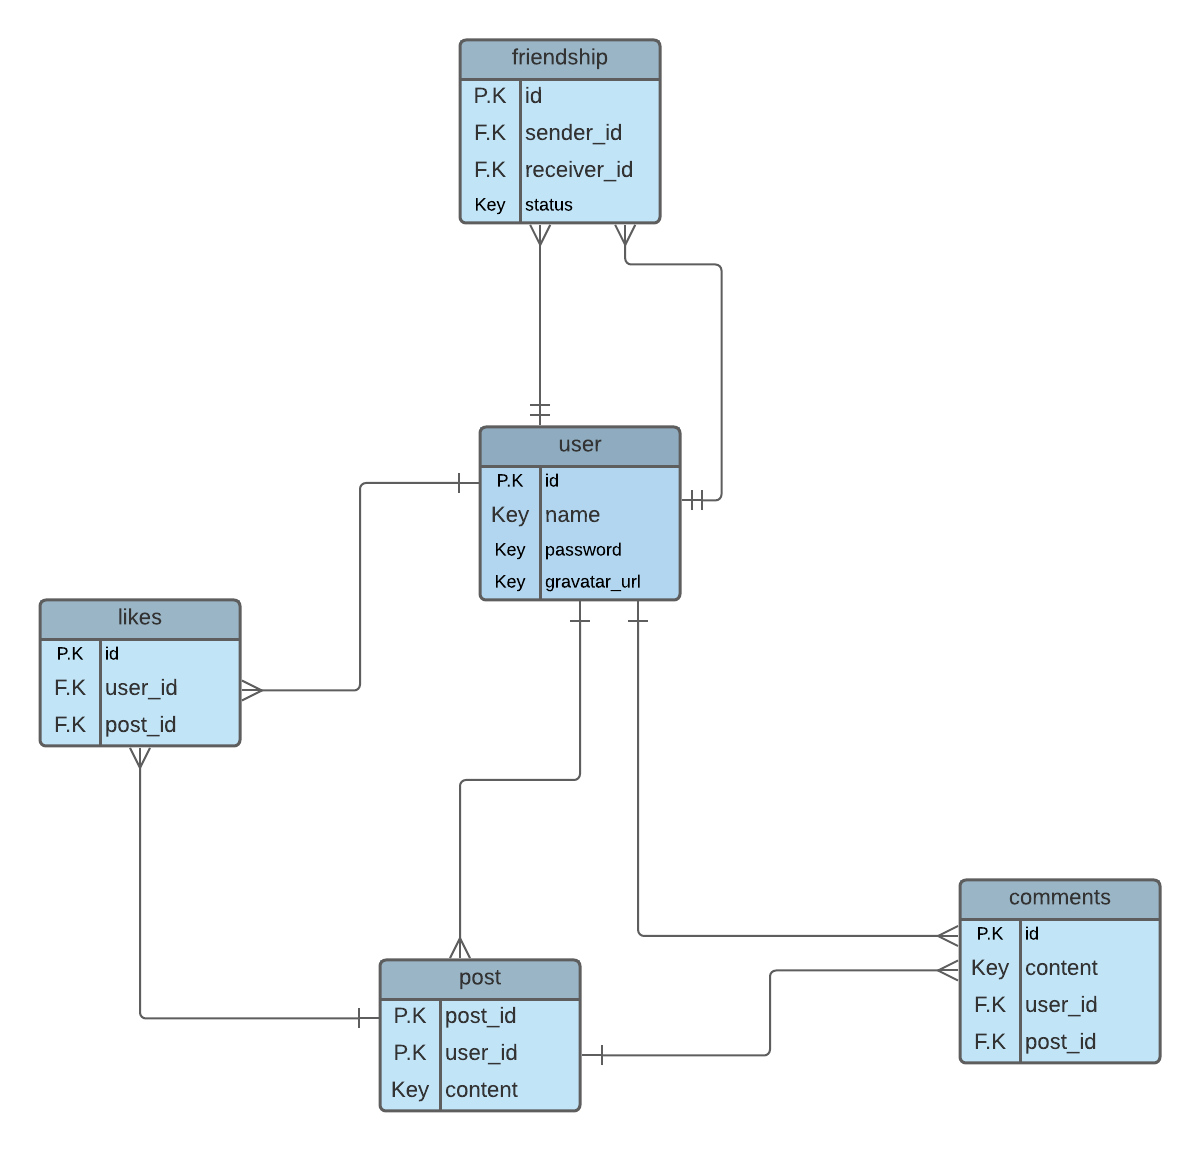 friendship
P.K id
F.K sender_id
F.K receiver_id
Key status
user
P.K id
Key name
Key password
Key gravatar_url
likes
P.K id
F.K user_id
F.K post_id
comments
P.K id
Key content
F.K user_id
F.K post_id
post
P.K post_id
P.K user_id
Key content